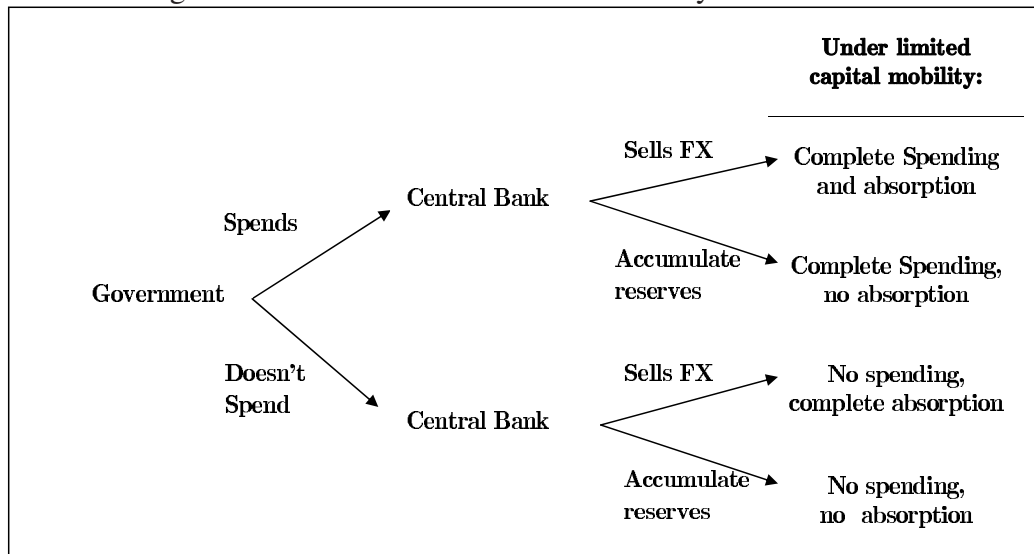 Under limited
capital mobility:
Sells FX
Complete Spending
and absorption
Central Bank
Spends
Accumulate
reserves
Complete Spending,
no absorption
Government
Doesn't
Spend
Sells FX
No spending,
complete absorption
Central Bank
Accumulate
reserves
No spending,
no absorption